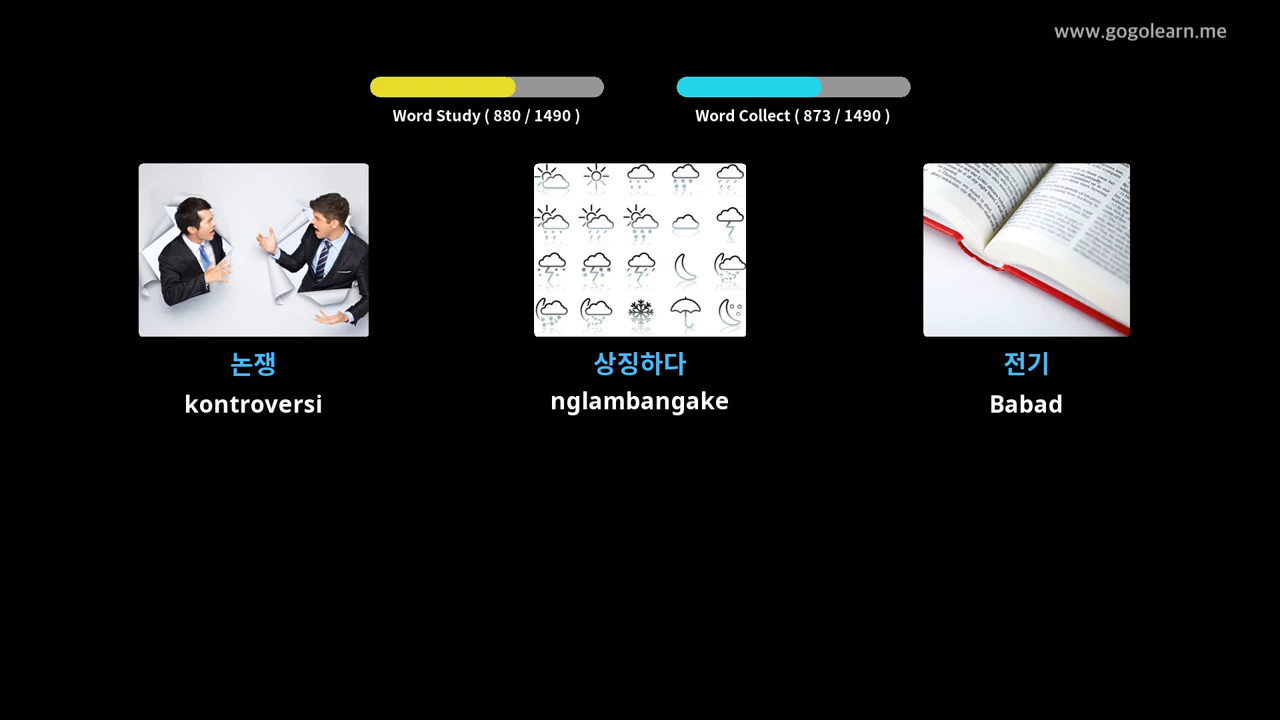 www.gogolearn.me
Word Study ( 880 / 1490 )
Word Collect ( 873 / 1490 )
논쟁
kontroversi
상징하다
nglambangake
전기
Babad